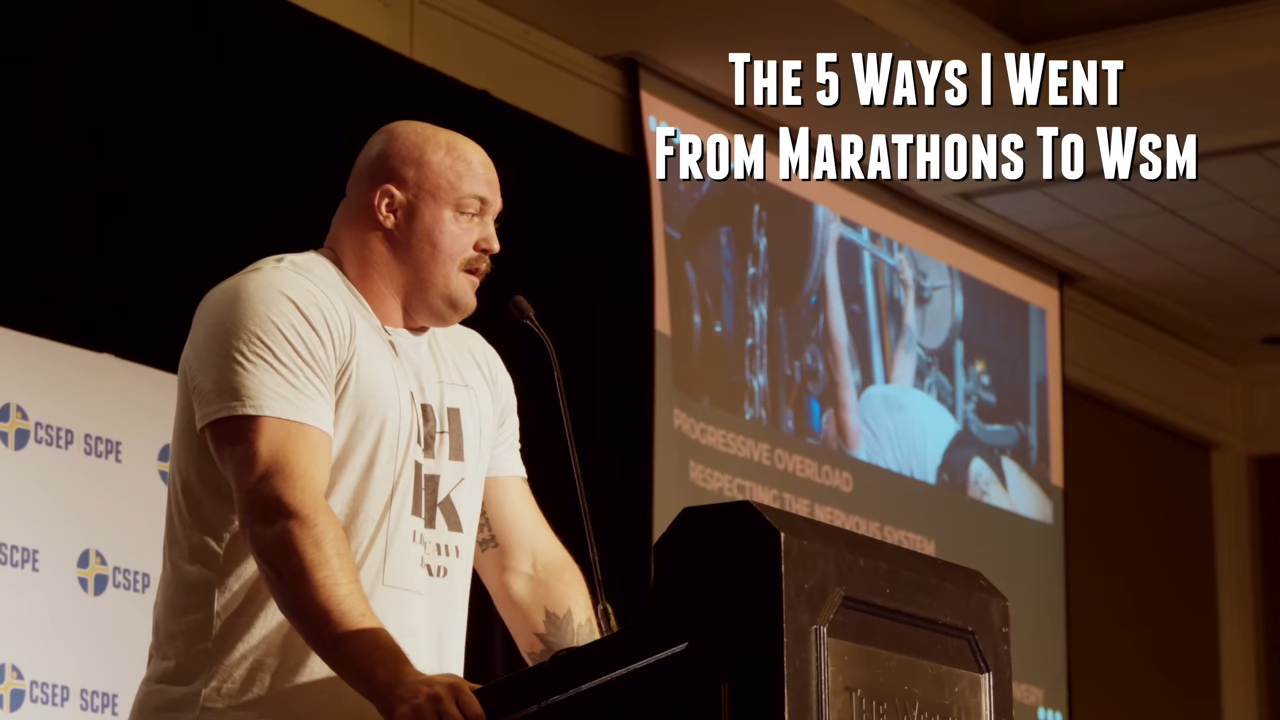 The 5 Ways I Went
From Marathons To Wsm
PROGRESSIVE OVERLOAD
RESPECTING THE NERVOUS SYSTEM
CSEP SCPE
SCPE
CSEP
CSEP SCPE
H
K
THE